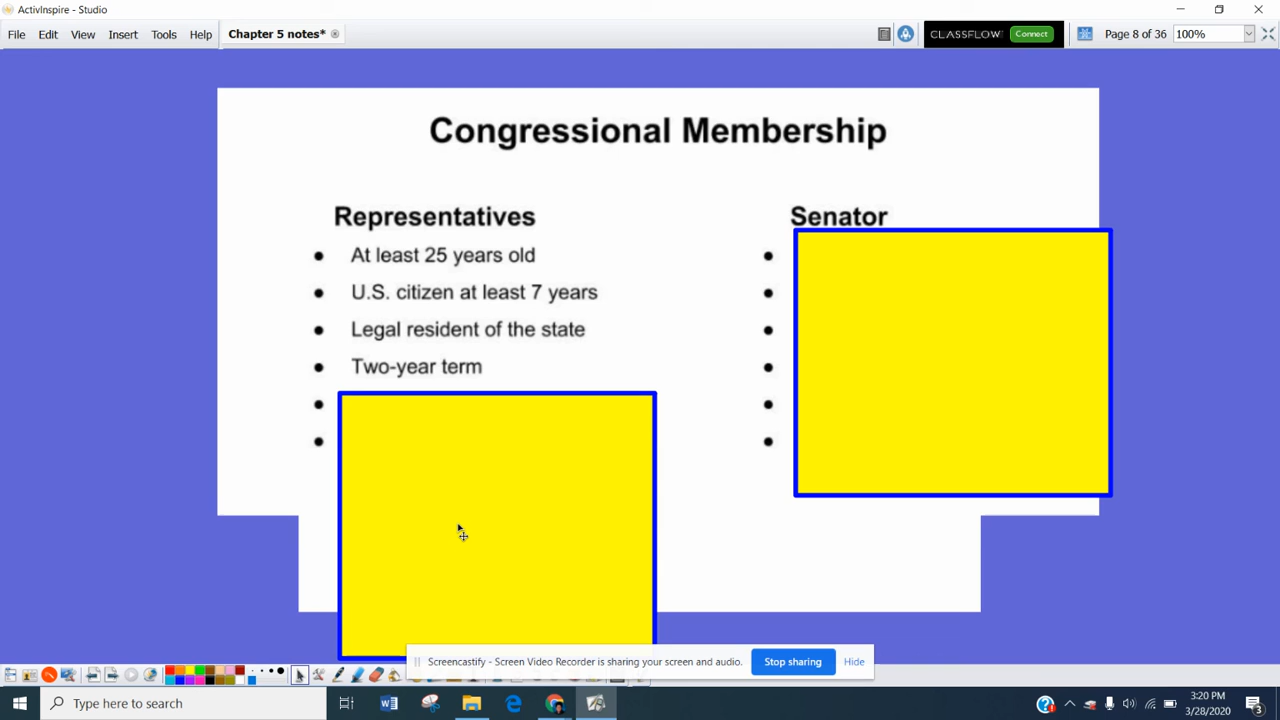 ActivInspire - Studio
File Edit View Insert Tools Help Chapter 5 notes* CLASSFLOW Connect Page 8 of 36 100%
Congressional Membership
Representatives
• At least 25 years old
• U.S. citizen at least 7 years
• Legal resident of the state
• Two-year term
•
•
Senator
•
•
•
•
•
•
Screencastify - Screen Video Recorder is sharing your screen and audio. Stop sharing Hide
Type here to search
3:20 PM
3/28/2020
3